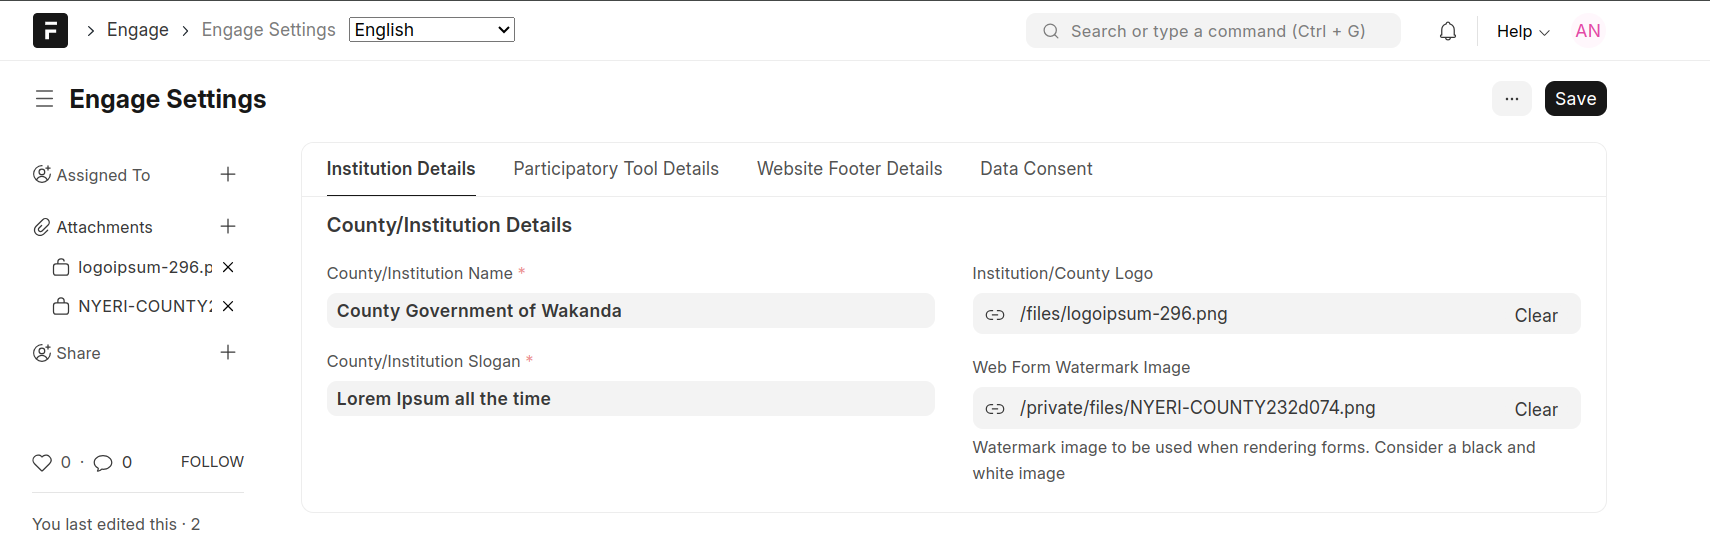 Engage
Engage Settings
English
Search or type a command (Ctrl + G)
Help
AN
Engage Settings
...
Save
Assigned To
Attachments
logoipsum-296.p
NYERI-COUNTY2
Share
0 · 0
FOLLOW
You last edited this · 2
Institution Details
Participatory Tool Details
Website Footer Details
Data Consent
County/Institution Details
County/Institution Name *
County Government of Wakanda
County/Institution Slogan *
Lorem Ipsum all the time
Institution/County Logo
/files/logoipsum-296.png
Clear
Web Form Watermark Image
/private/files/NYERI-COUNTY232d074.png
Clear
Watermark image to be used when rendering forms. Consider a black and
white image